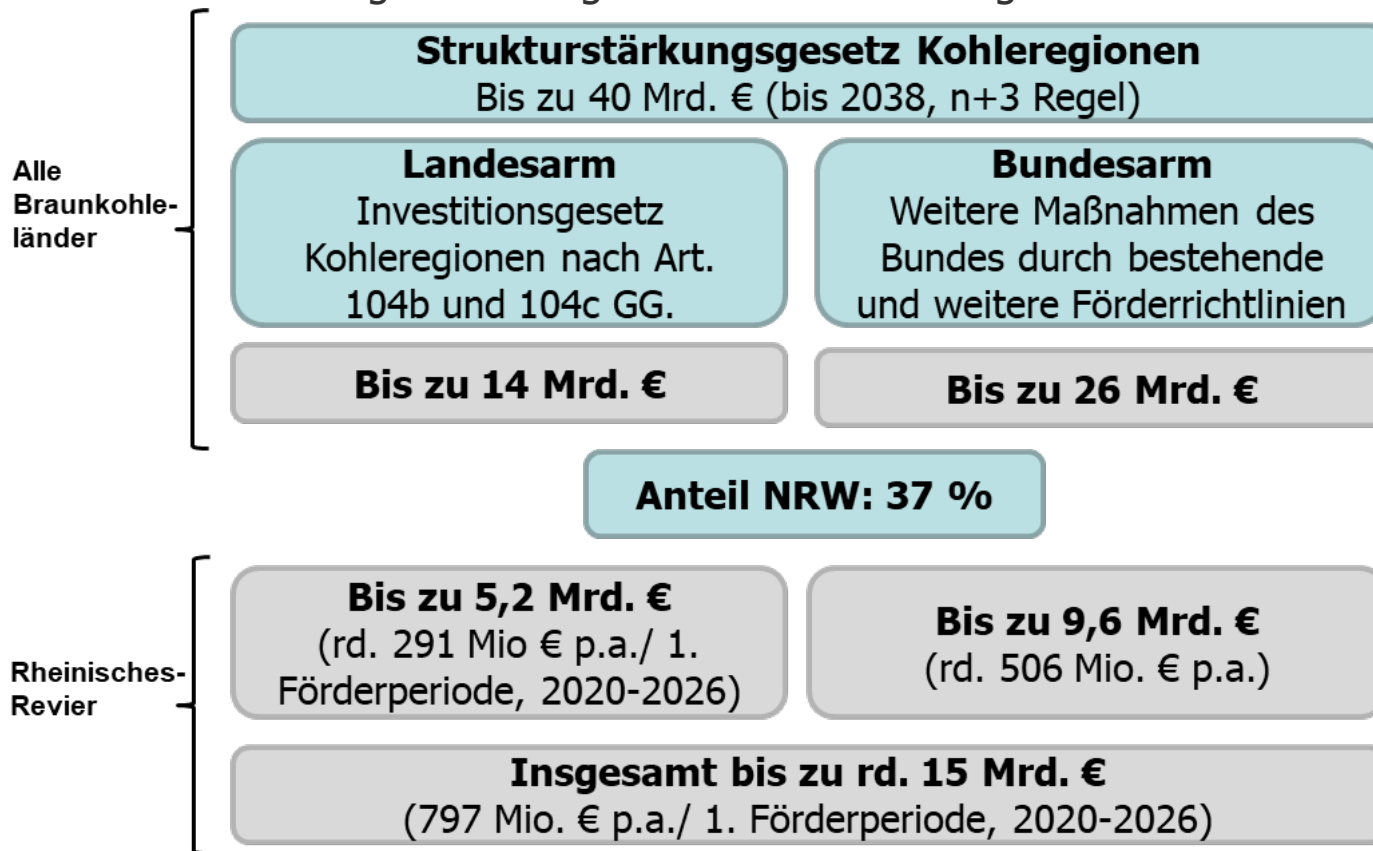 Strukturstärkungsgesetz Kohleregionen
Bis zu 40 Mrd. € (bis 2038, n+3 Regel)
Alle
Braunkohle-
länder
Landesarm
Investitionsgesetz
Kohleregionen nach Art.
104b und 104c GG.
Bundesarm
Weitere Maßnahmen des
Bundes durch bestehende
und weitere Förderrichtlinien
Bis zu 14 Mrd. €
Bis zu 26 Mrd. €
Anteil NRW: 37 %
Rheinisches-
Revier
Bis zu 5,2 Mrd. €
(rd. 291 Mio € p.a./ 1.
Förderperiode, 2020-2026)
Bis zu 9,6 Mrd. €
(rd. 506 Mio. € p.a.)
Insgesamt bis zu rd. 15 Mrd. €
(797 Mio. € p.a./ 1. Förderperiode, 2020-2026)